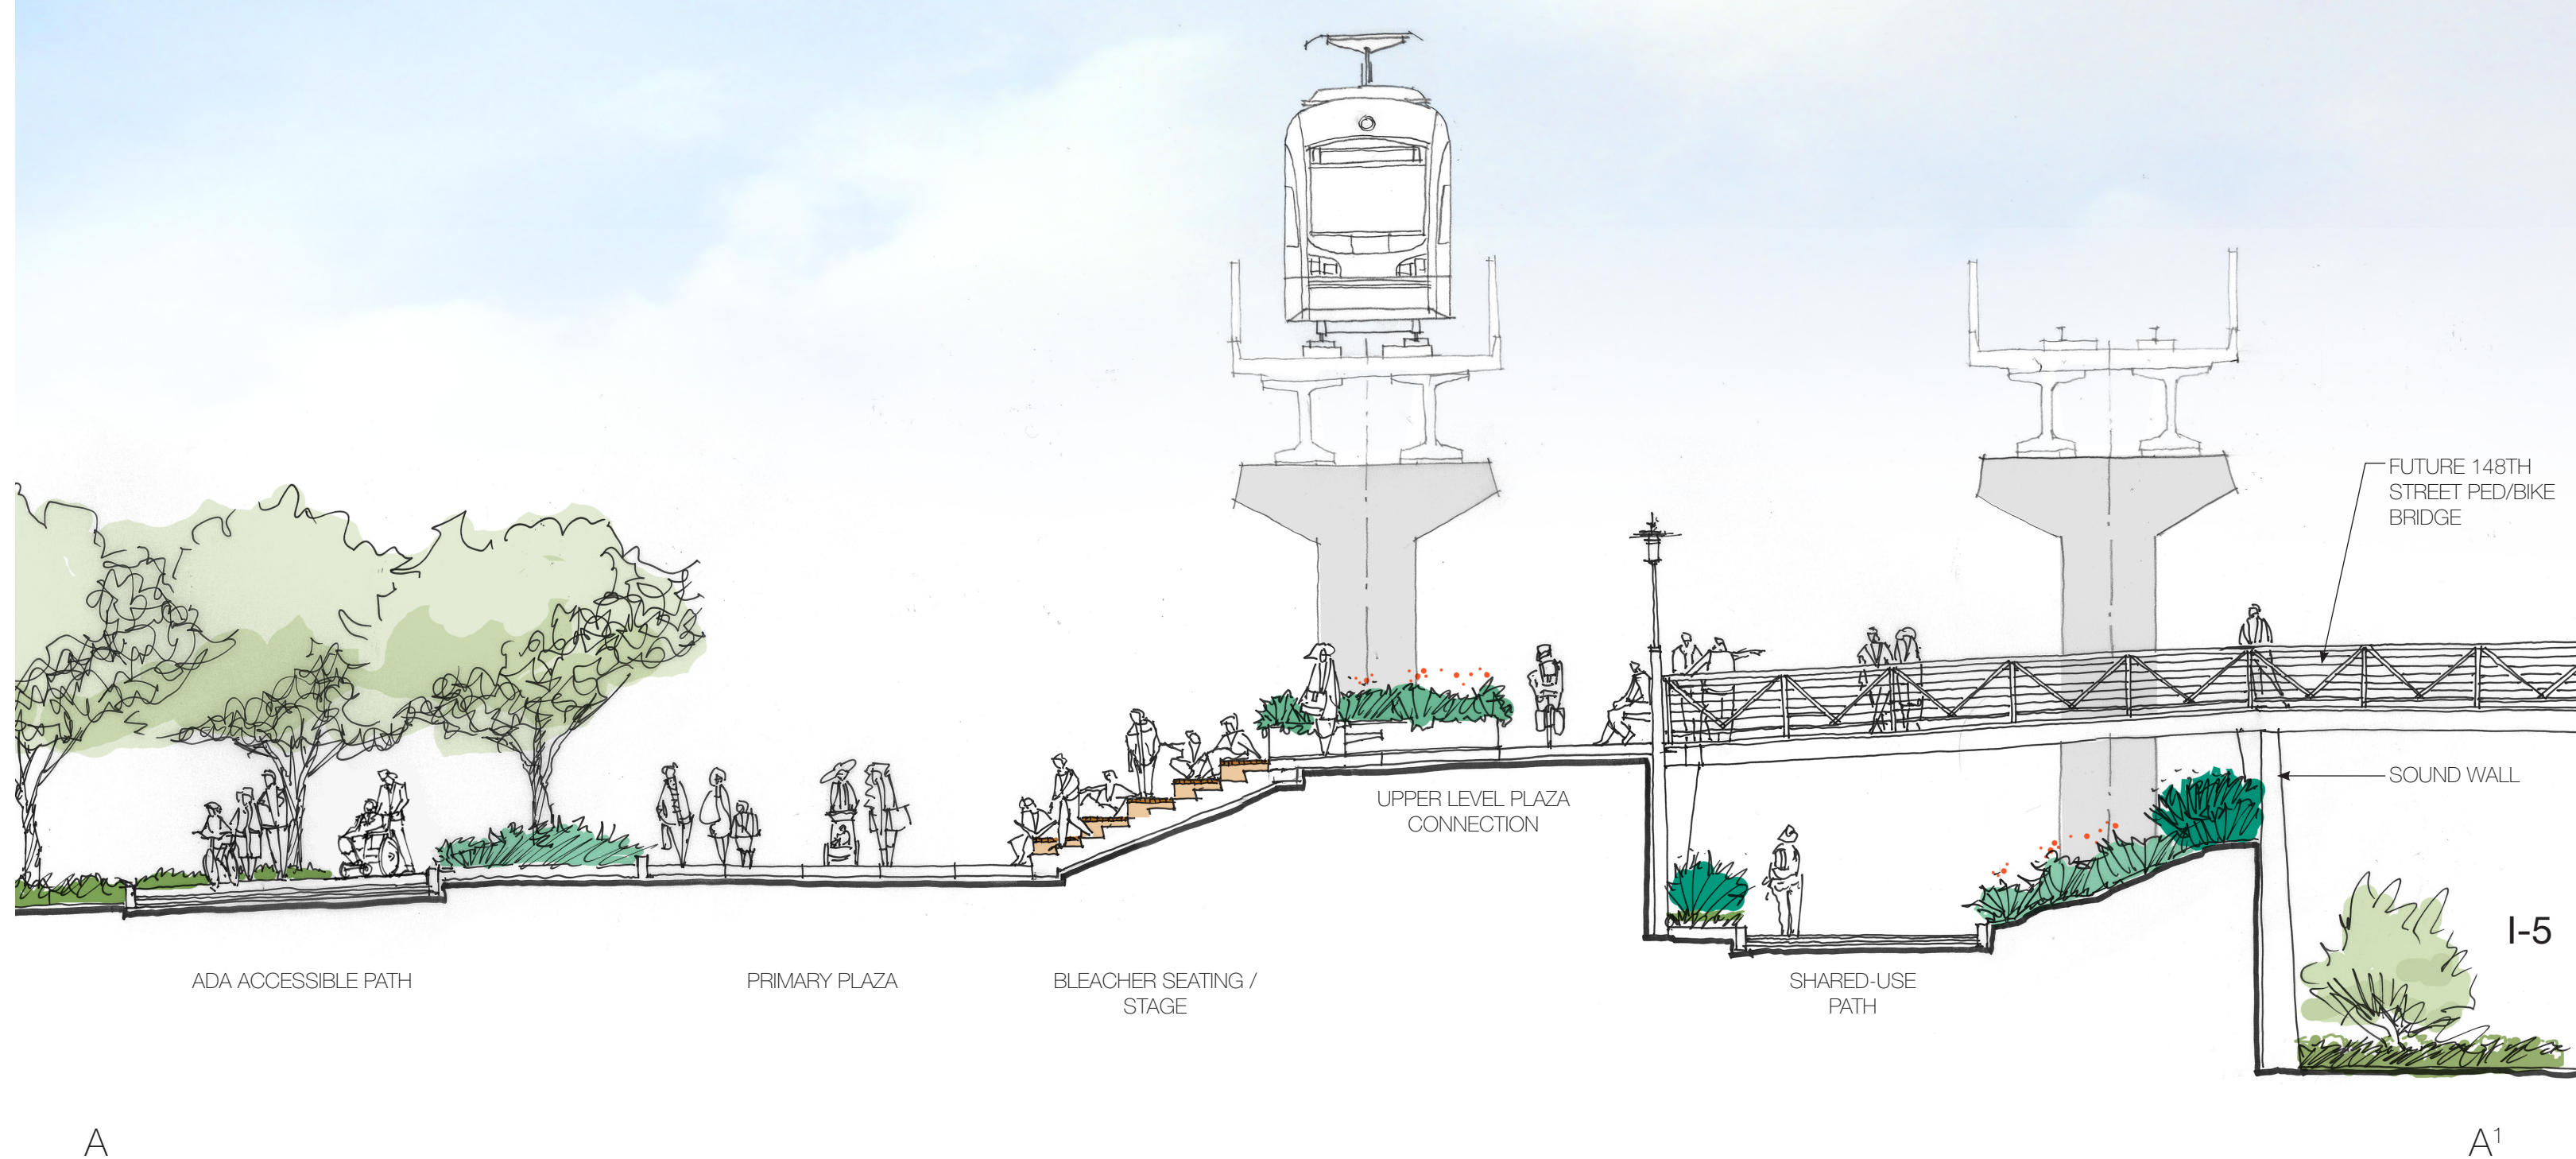 FUTURE 148TH
STREET PED/BIKE
BRIDGE
SOUND WALL
UPPER LEVEL PLAZA
CONNECTION
I-5
ADA ACCESSIBLE PATH
PRIMARY PLAZA
BLEACHER SEATING /
STAGE
SHARED-USE
PATH
A
A¹